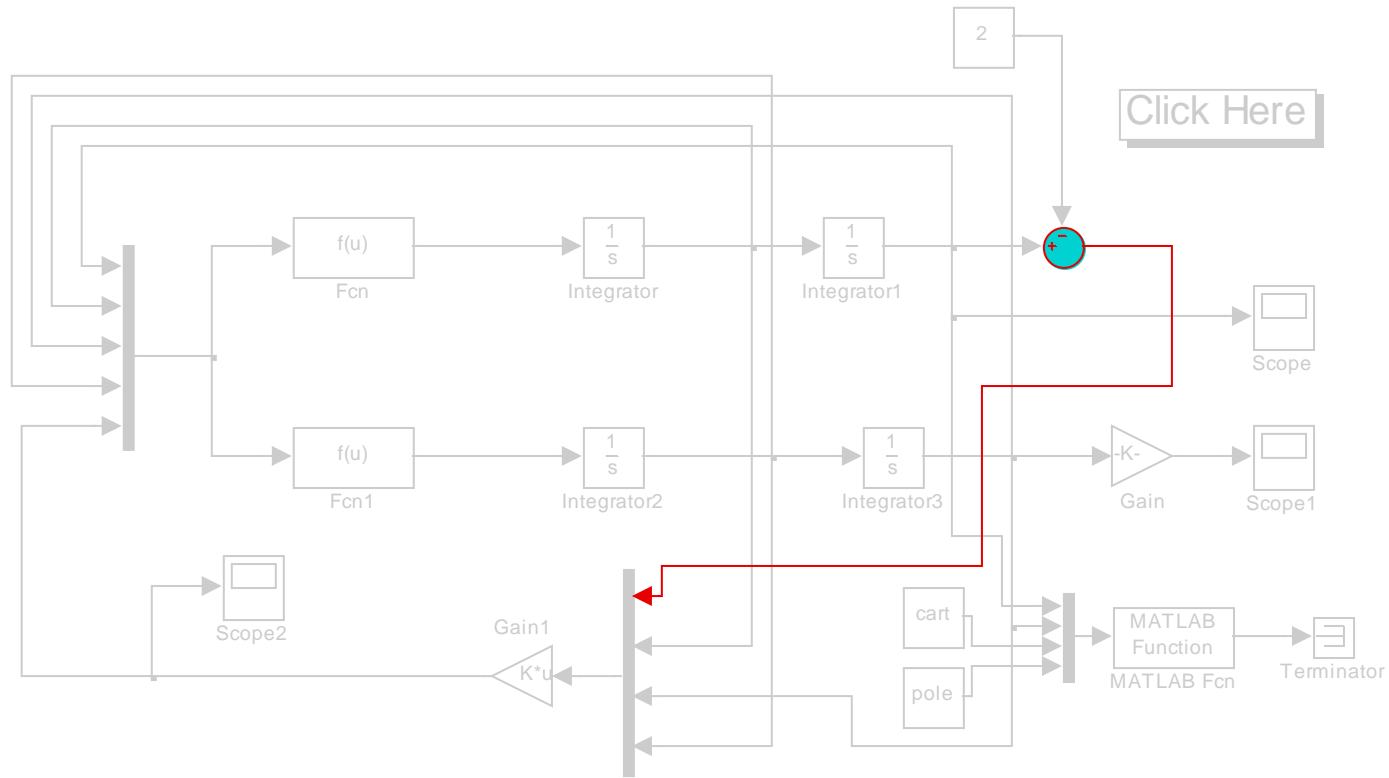 2
Click Here
f(u)
Fcn
1
s
Integrator
1
s
Integrator1
+
−
Scope
f(u)
Fcn1
1
s
Integrator2
1
s
Integrator3
-K-
Gain
Scope1
Scope2
Gain1
K*u
cart
pole
MATLAB
Function
MATLAB Fcn
Terminator